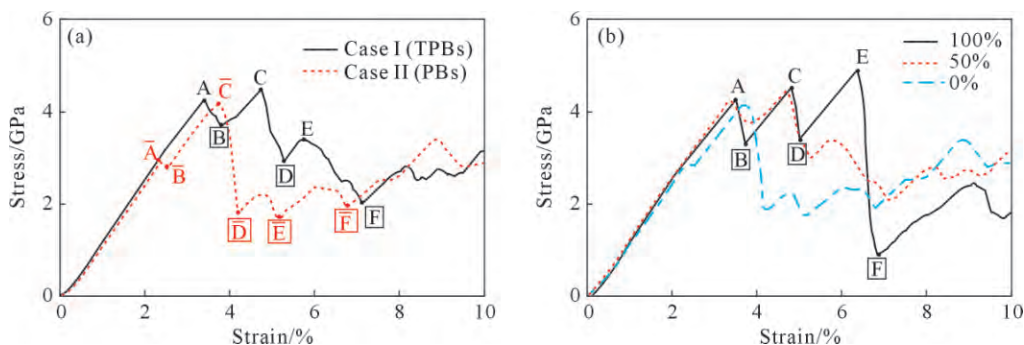 (a)
Case I (TPBs)
Case II (PBs)
A
B
C
D
E
F
A̅
B̅
C̅
D̅
E̅
F̅
6
4
2
0
0 2 4 6 8 10
Stress/GPa
Strain/%
(b)
100%
50%
0%
A
B
C
D
E
F
6
4
2
0
0 2 4 6 8 10
Stress/GPa
Strain/%